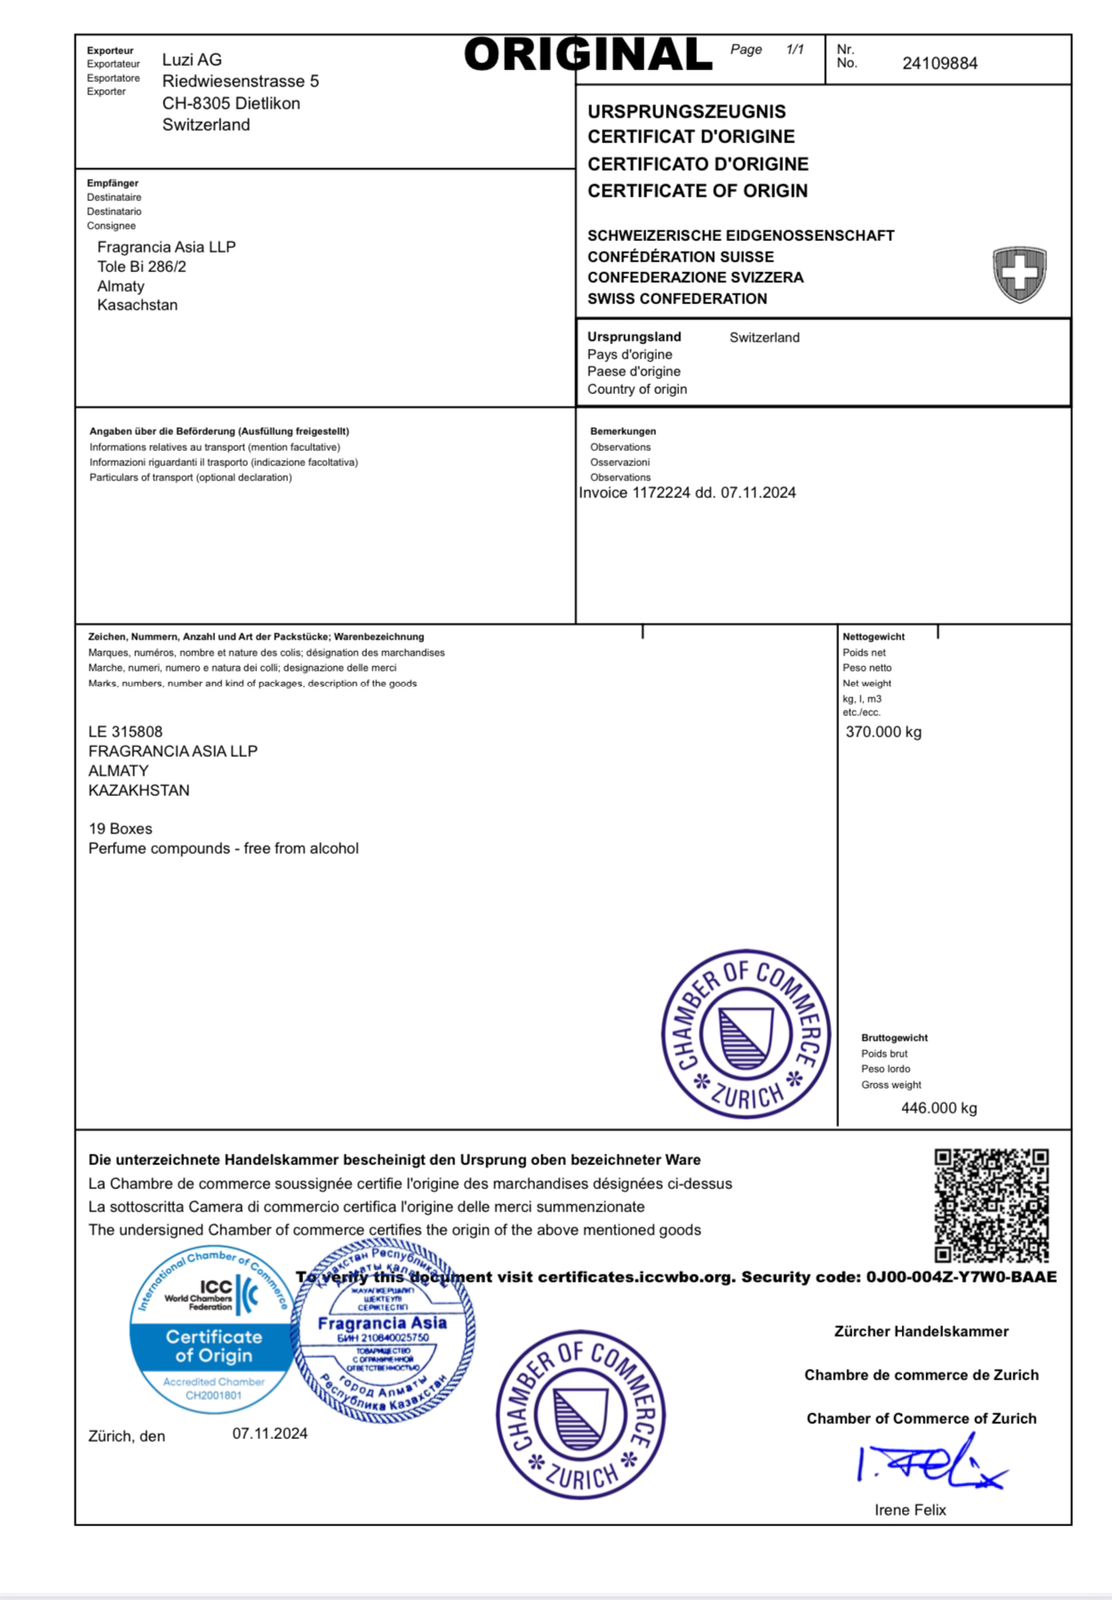 ORIGINAL
Page 1/1
Nr.
No. 24109884
Exporteur
Exportateur
Esportatore
Exporter
Luzi AG
Riedwiesenstrasse 5
CH-8305 Dietlikon
Switzerland
URSPRUNGSZEUGNIS
CERTIFICAT D'ORIGINE
CERTIFICATO D'ORIGINE
CERTIFICATE OF ORIGIN
Empfänger
Destinataire
Destinatario
Consignee
Fragrancia Asia LLP
Tole Bi 286/2
Almaty
Kasachstan
SCHWEIZERISCHE EIDGENOSSENSCHAFT
CONFÉDÉRATION SUISSE
CONFEDERAZIONE SVIZZERA
SWISS CONFEDERATION
Ursprungsland Switzerland
Pays d'origine
Paese d'origine
Country of origin
Angaben über die Beförderung (Ausfüllung freigestellt)
Informations relatives au transport (mention facultative)
Informazioni riguardanti il trasporto (indicazione facoltativa)
Particulars of transport (optional declaration)
Bemerkungen
Observations
Osservazioni
Observations
Invoice 1172224 dd. 07.11.2024
Zeichen, Nummern, Anzahl und Art der Packstücke; Warenbezeichnung
Marques, numéros, nombre et nature des colis; désignation des marchandises
Marche, numeri, numero e natura dei colli; designazione delle merci
Marks, numbers, number and kind of packages, description of the goods
Nettogewicht
Poids net
Peso netto
Net weight
kg, l, m3
etc./ecc.
370.000 kg
LE 315808
FRAGRANCIA ASIA LLP
ALMATY
KAZAKHSTAN
19 Boxes
Perfume compounds - free from alcohol
CHAMBER OF COMMERCE
* ZURICH *
Bruttogewicht
Poids brut
Peso lordo
Gross weight
446.000 kg
Die unterzeichnete Handelskammer bescheinigt den Ursprung oben bezeichneter Ware
La Chambre de commerce soussignée certifie l'origine des marchandises désignées ci-dessus
La sottoscritta Camera di commercio certifica l'origine delle merci summenzionate
The undersigned Chamber of commerce certifies the origin of the above mentioned goods
To verify this document visit certificates.iccwbo.org. Security code: 0J00-004Z-Y7W0-BAAE
International Chamber of Commerce
ICC
World Chambers
Federation
Certificate
of Origin
Accredited Chamber
CH2001801
Қазақстан Республикасы
Алматы қаласы
ЖАУАПКЕРШІЛІГІ
ШЕКТЕУЛІ
СЕРІКТЕСТІГІ
Fragrancia Asia
БИН 210840025750
ТОВАРИЩЕСТВО
С ОГРАНИЧЕННОЙ
ОТВЕТСТВЕННОСТЬЮ
город Алматы
Республика Казахстан
CHAMBER OF COMMERCE
* ZURICH *
Zürcher Handelskammer
Chambre de commerce de Zurich
Chamber of Commerce of Zurich
Zürich, den 07.11.2024
I. Felix
Irene Felix